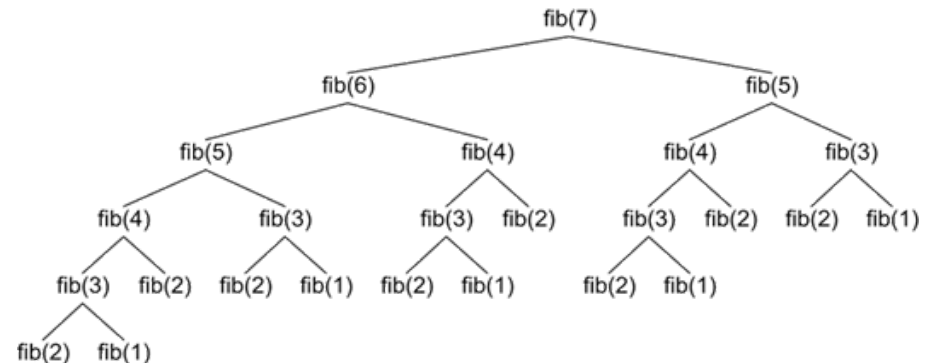 fib(7)
fib(6) fib(5)
fib(5) fib(4) fib(4) fib(3)
fib(4) fib(3) fib(3) fib(2) fib(3) fib(2) fib(2) fib(1)
fib(3) fib(2) fib(2) fib(1) fib(2) fib(1) fib(2) fib(1)
fib(2) fib(1)